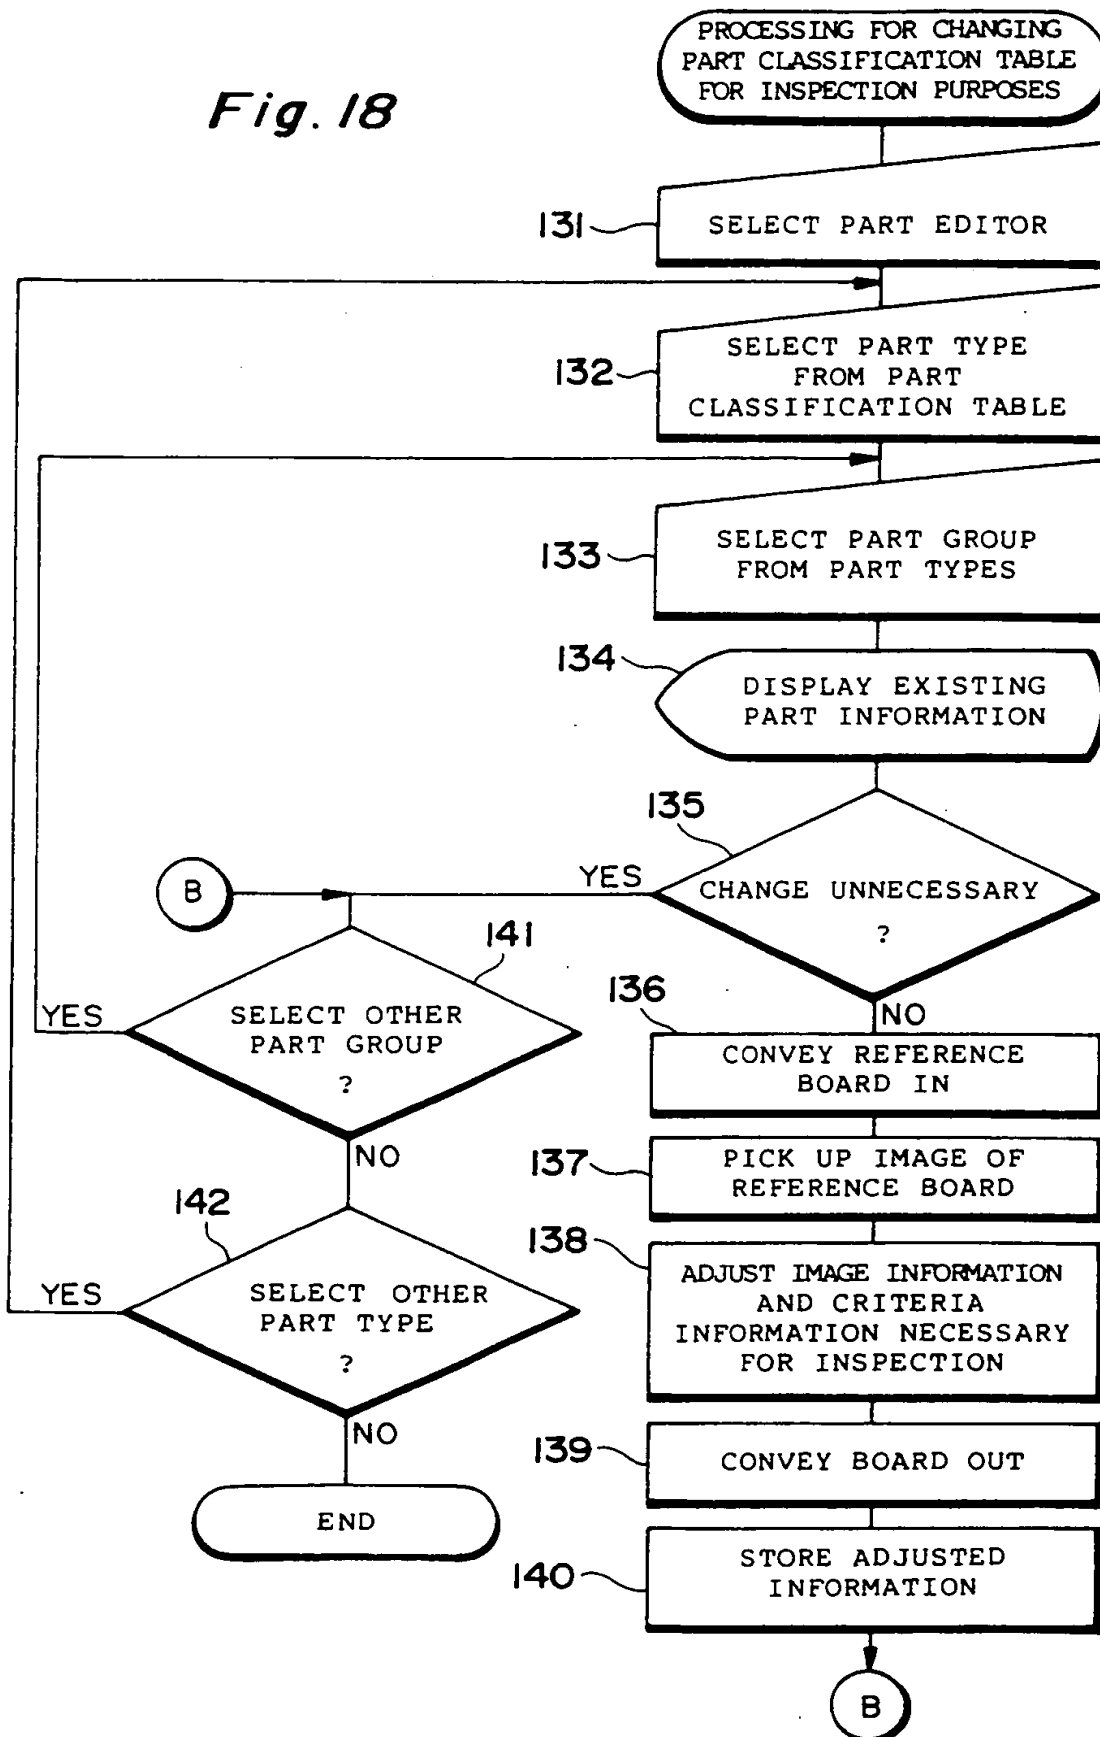 Fig. 18
PROCESSING FOR CHANGING
PART CLASSIFICATION TABLE
FOR INSPECTION PURPOSES
131
SELECT PART EDITOR
132
SELECT PART TYPE
FROM PART
CLASSIFICATION TABLE
133
SELECT PART GROUP
FROM PART TYPES
134
DISPLAY EXISTING
PART INFORMATION
135
YES
CHANGE UNNECESSARY
?
NO
B
141
YES
SELECT OTHER
PART GROUP
?
NO
142
YES
SELECT OTHER
PART TYPE
?
NO
END
136
CONVEY REFERENCE
BOARD IN
137
PICK UP IMAGE OF
REFERENCE BOARD
138
ADJUST IMAGE INFORMATION
AND CRITERIA
INFORMATION NECESSARY
FOR INSPECTION
139
CONVEY BOARD OUT
140
STORE ADJUSTED
INFORMATION
B